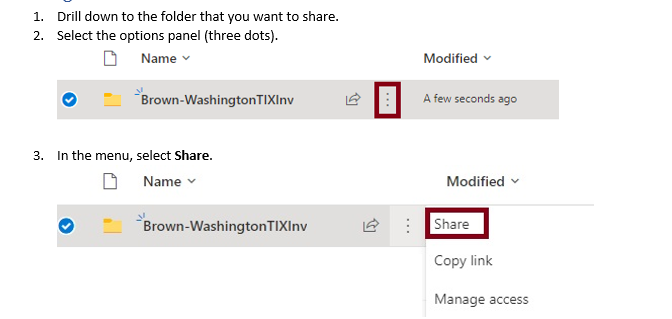 1. Drill down to the folder that you want to share.
2. Select the options panel (three dots).
Name Modified
Brown-WashingtonTIXInv A few seconds ago
3. In the menu, select Share.
Name Modified
Brown-WashingtonTIXInv Share
Copy link
Manage access